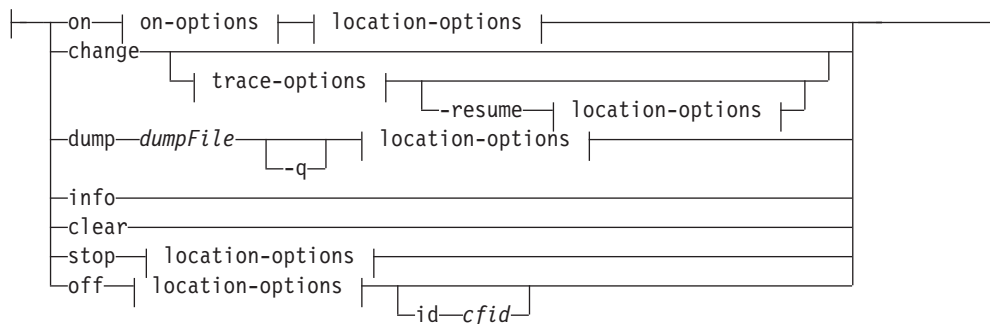 on on-options location-options
change
trace-options
-resume location-options
dump dumpFile location-options
-q
info
clear
stop location-options
off location-options
id cfid